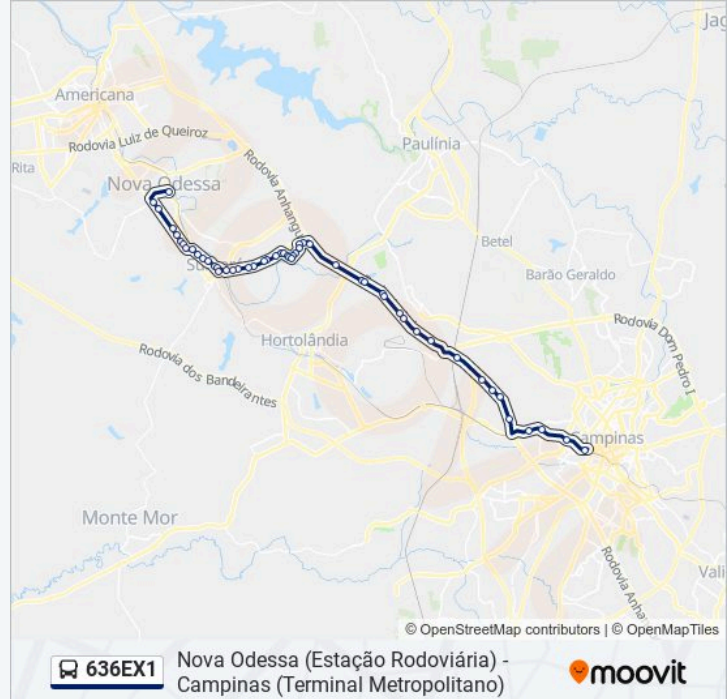 Jag
Americana
Rodovia Luiz de Queiroz
Rita
Paulínia
Rodovia Anhangu
Nova Odessa
Betel
Barão Geraldo
Su
Rodovia Dom Pedro I
Hortolândia
Rodovia dos Bandeirantes
Campinas
Monte Mor
Rodovia Anha
Vali
© OpenStreetMap contributors | © OpenMapTiles
636EX1
Nova Odessa (Estação Rodoviária) -
Campinas (Terminal Metropolitano)
moovit